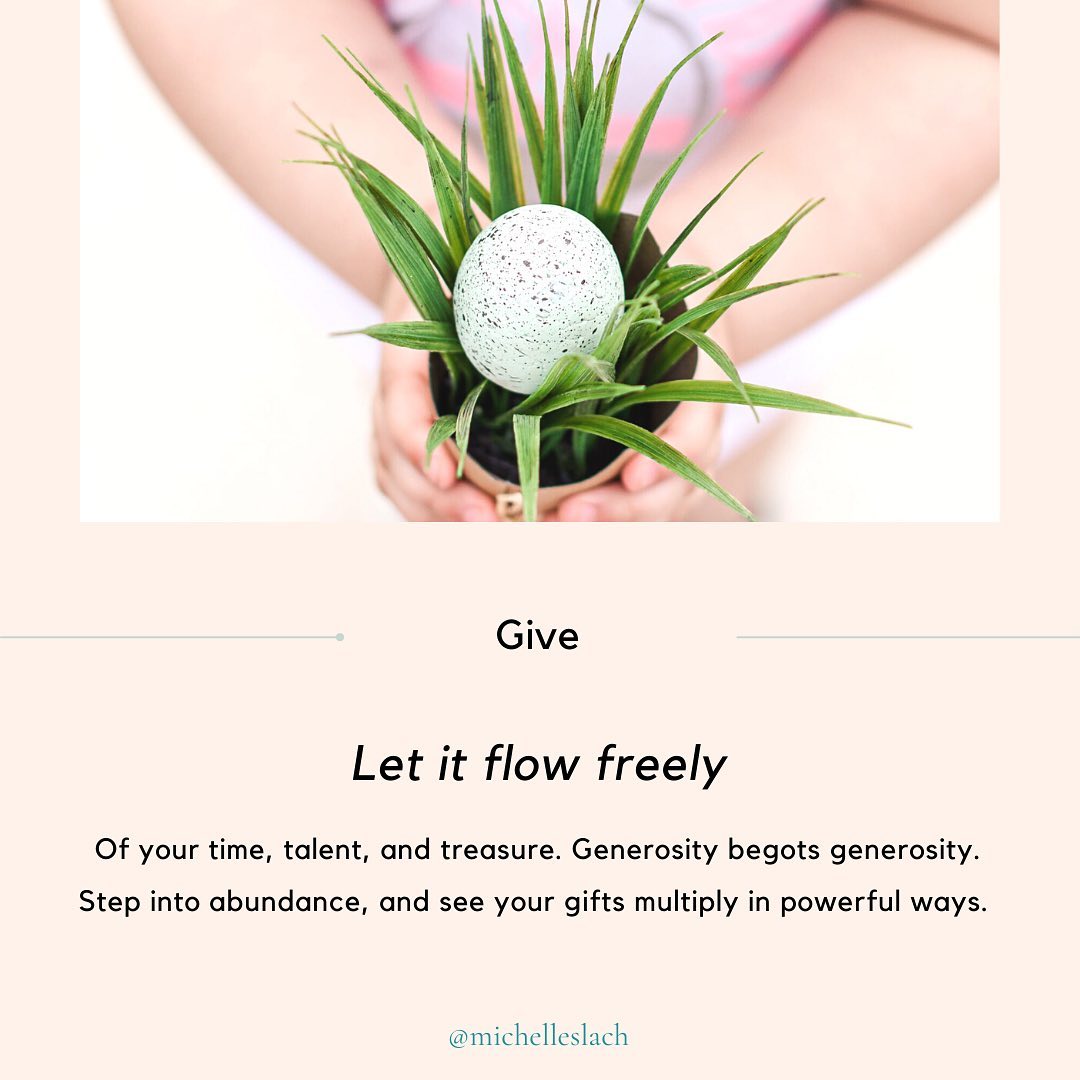 Give
Let it flow freely
Of your time, talent, and treasure. Generosity begots generosity.
Step into abundance, and see your gifts multiply in powerful ways.
@michelleslach